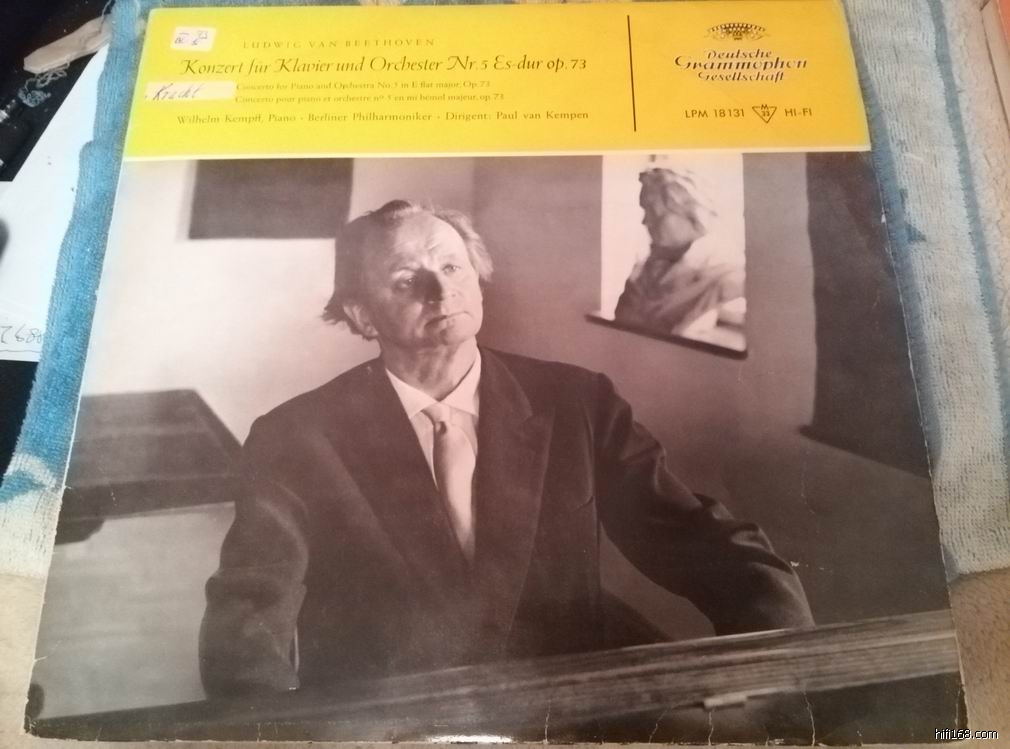 LUDWIG VAN BEETHOVEN
Konzert für Klavier und Orchester Nr. 5 Es-dur op. 73
Kracht
Concerto for Piano and Orchestra No. 5 in E flat major, Op. 73
Concerto pour piano et orchestre nº 5 en mi bémol majeur, op. 73
Wilhelm Kempff, Piano · Berliner Philharmoniker · Dirigent: Paul van Kempen
Deutsche
Grammophon
Gesellschaft
LPM 18131 M 33 HI-FI
hifi168.com